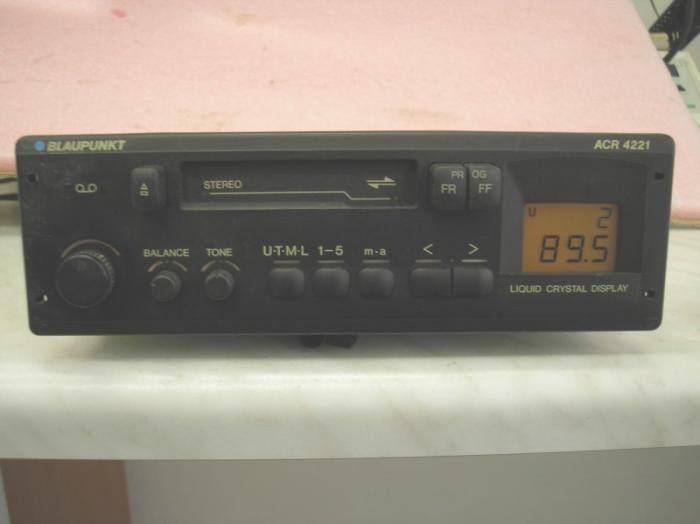 BLAUPUNKT
ACR 4221
STEREO
PR OG
FR FF
BALANCE TONE U·T·M·L 1–5 m-a < >
U 2
89.5
LIQUID CRYSTAL DISPLAY